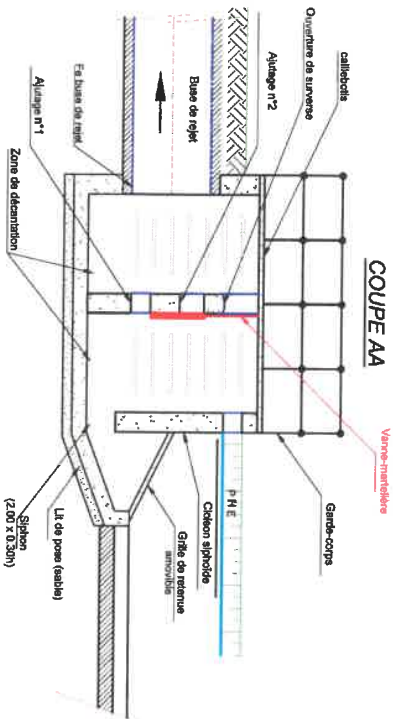 COUPE AA
Vanne-martelière
Garde-corps
caillebotis
Ouverture de surverse
Ajutage n°2
Buse de rejet
Fe buse de rejet
Ajutage n°1
Zone de décantation
PHE
Cloison siphoïde
Grille de retenue
amovible
Lit de pose (sable)
Siphon
(2.00 x 0.30h)